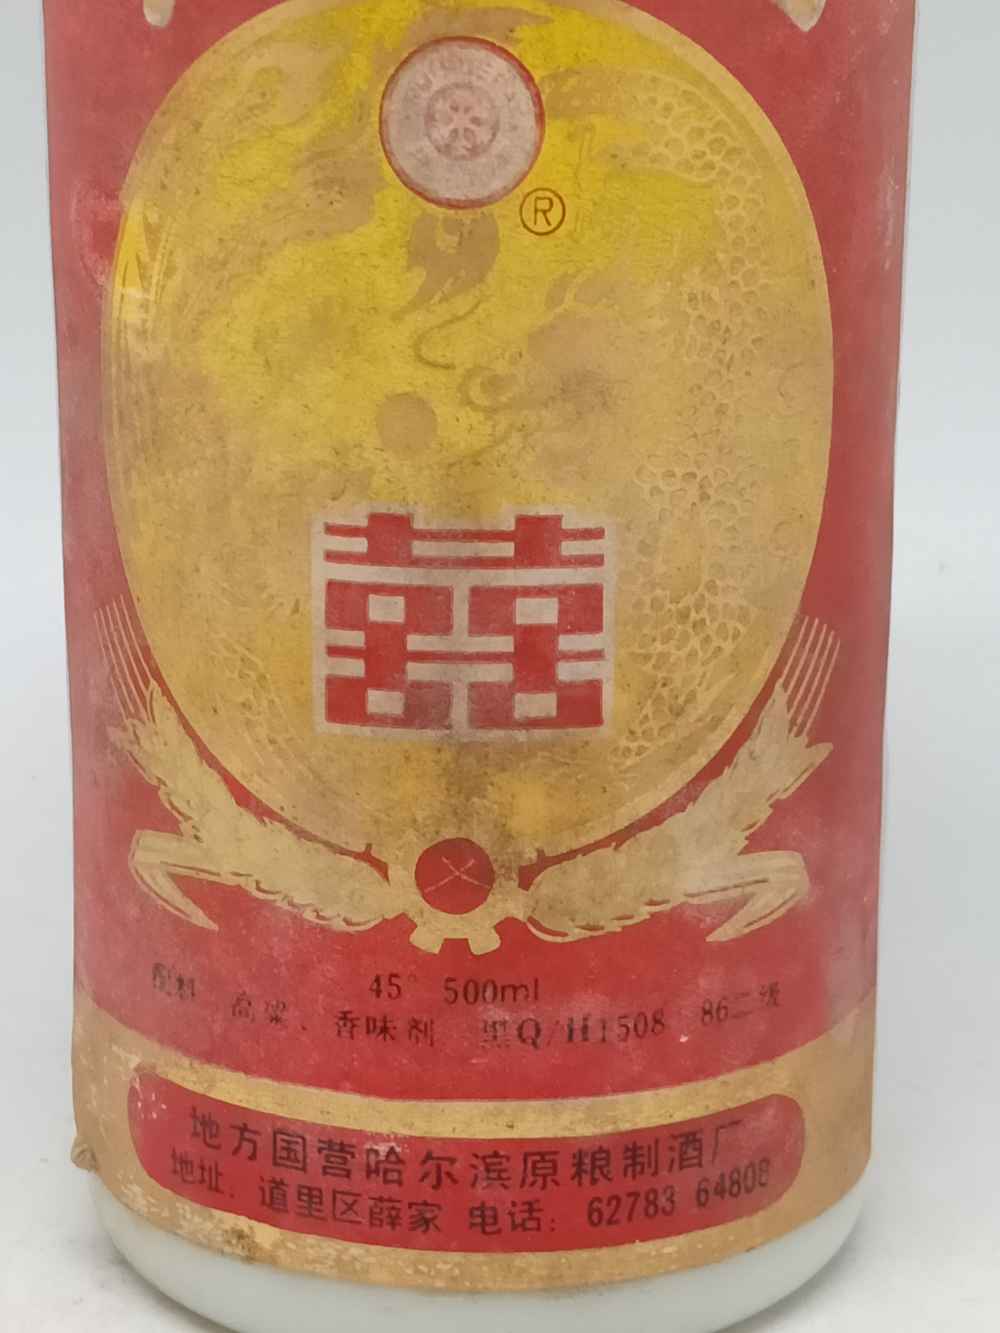 ®
囍
45° 500ml
配料 高粱、香味剂 黑Q/H1508 86二级
地方国营哈尔滨原粮制酒厂
地址：道里区薛家 电话：62783 64808